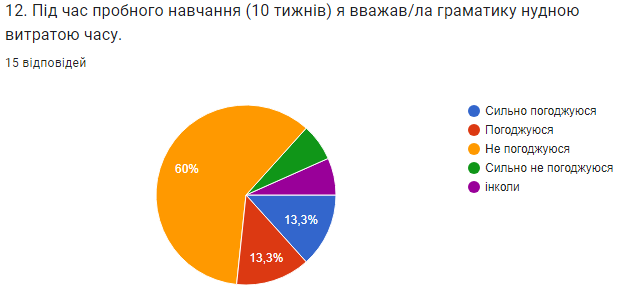 12. Під час пробного навчання (10 тижнів) я вважав/ла граматику нудною
витратою часу.
15 відповідей
Сильно погоджуюся
Погоджуюся
Не погоджуюся
Сильно не погоджуюся
інколи
60%
13,3%
13,3%